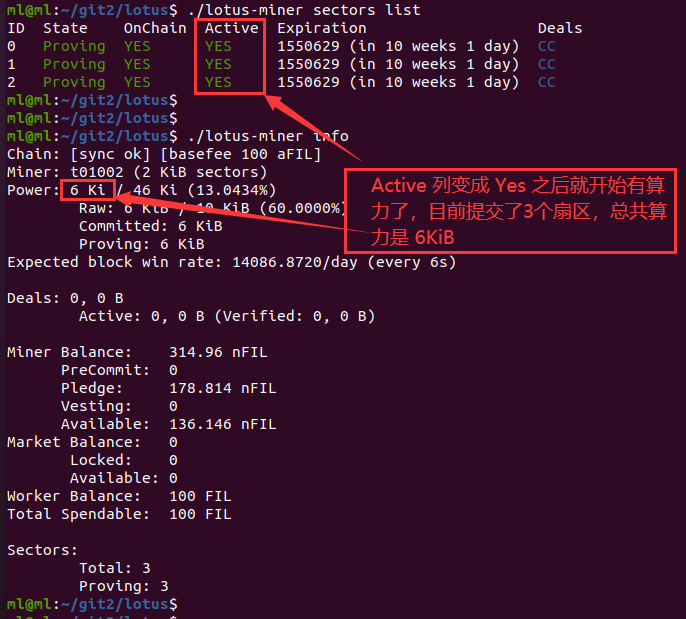 ml@ml:~/git2/lotus$ ./lotus-miner sectors list
ID  State    OnChain  Active  Expiration                   Deals
0   Proving  YES      YES     1550629 (in 10 weeks 1 day)  CC
1   Proving  YES      YES     1550629 (in 10 weeks 1 day)  CC
2   Proving  YES      YES     1550629 (in 10 weeks 1 day)  CC
ml@ml:~/git2/lotus$
ml@ml:~/git2/lotus$
ml@ml:~/git2/lotus$ ./lotus-miner info
Chain: [sync ok] [basefee 100 aFIL]
Miner: t01002 (2 KiB sectors)
Power: 6 Ki / 46 Ki (13.0434%)
Raw: 6 KiB / 10 KiB (60.0000%)
Committed: 6 KiB
Proving: 6 KiB
Active 列变成 Yes 之后就开始有算
力了，目前提交了3个扇区，总共算
力是 6KiB
Expected block win rate: 14086.8720/day (every 6s)
Deals: 0, 0 B
Active: 0, 0 B (Verified: 0, 0 B)
Miner Balance:    314.96 nFIL
PreCommit:  0
Pledge:     178.814 nFIL
Vesting:    0
Available:  136.146 nFIL
Market Balance:   0
Locked:     0
Available:  0
Worker Balance:   100 FIL
Total Spendable:  100 FIL
Sectors:
Total: 3
Proving: 3
ml@ml:~/git2/lotus$